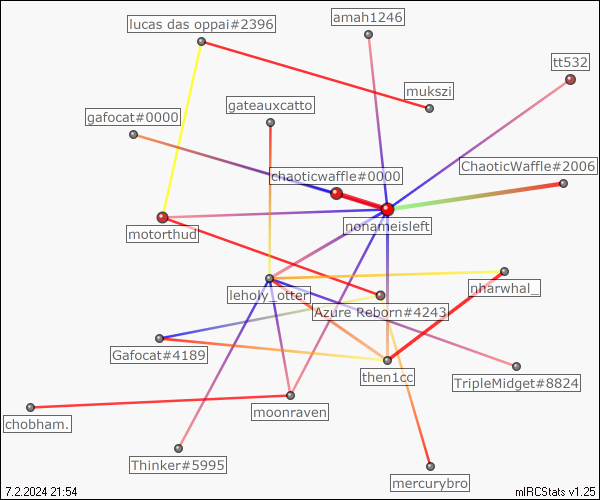 lucas das oppai#2396
amah1246
tt532
mukszi
gateauxcatto
gafocat#0000
ChaoticWaffle#2006
chaoticwaffle#0000
nonameisleft
motorthud
nharwhal_
leholy_otter
Azure Reborn#4243
Gafocat#4189
then1cc
TripleMidget#8824
moonraven
chobham.
Thinker#5995
mercurybro
7.2.2024 21:54
mIRCStats v1.25